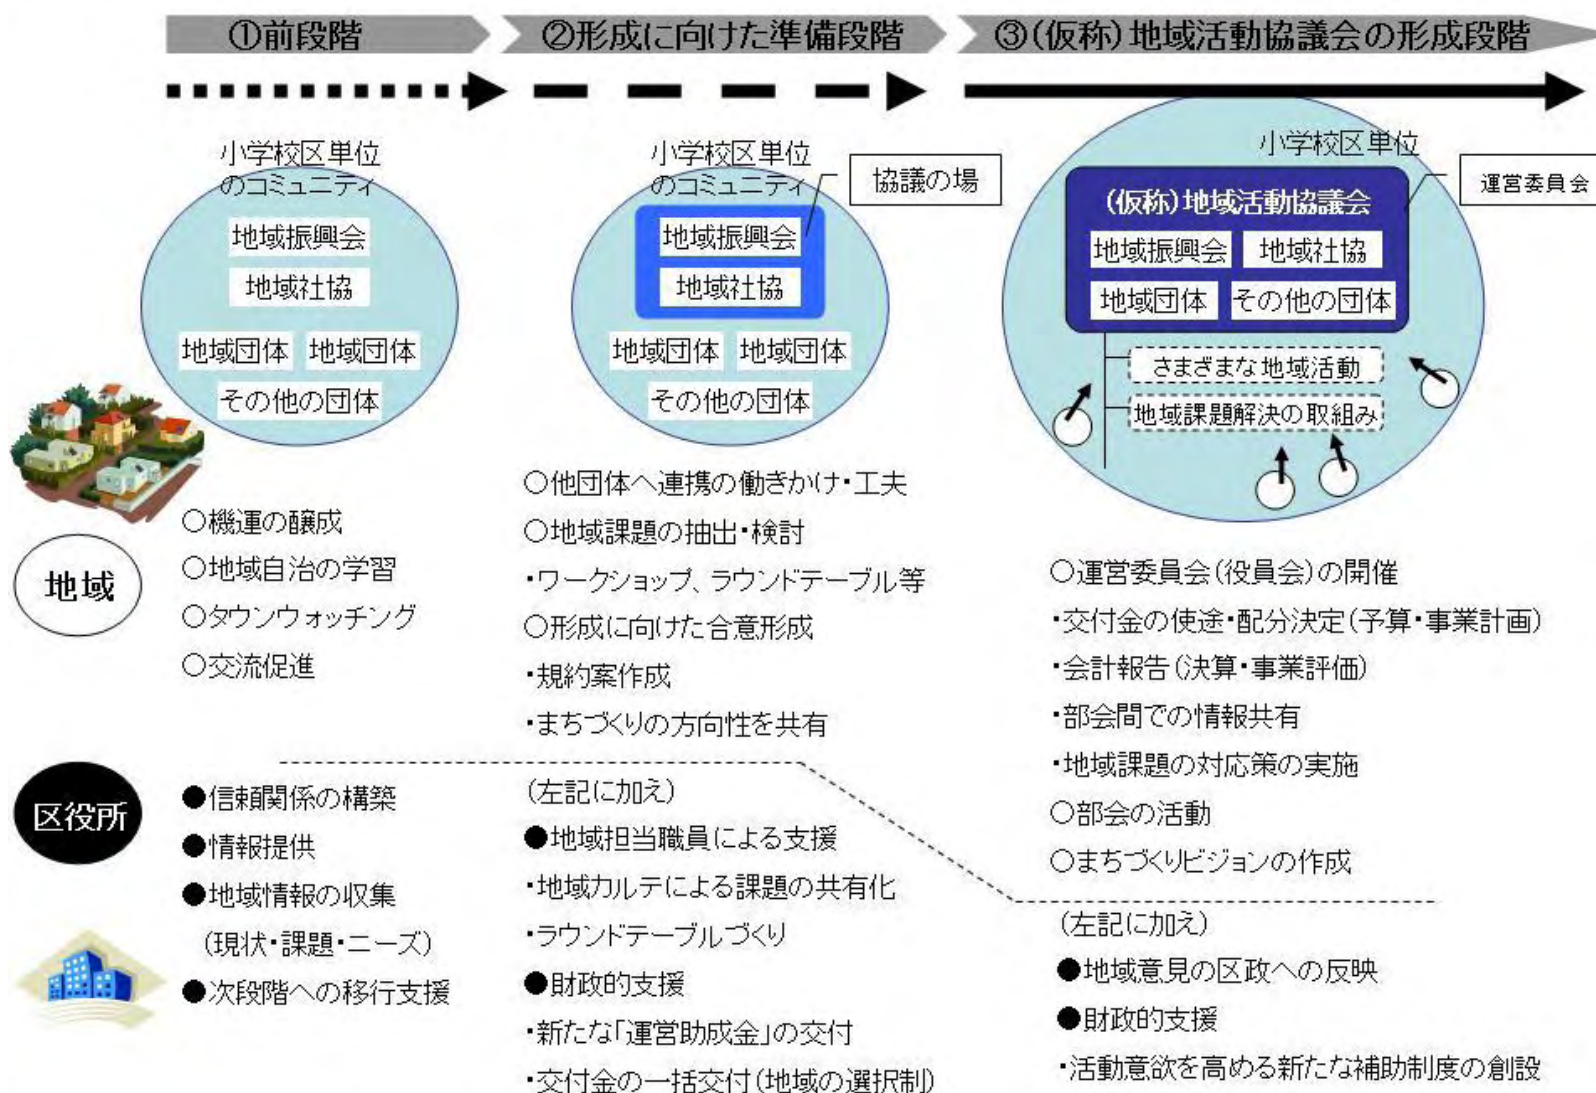 ①前段階
②形成に向けた準備段階
③(仮称)地域活動協議会の形成段階
小学校区単位
のコミュニティ
地域振興会
地域社協
地域団体 地域団体
その他の団体
小学校区単位
のコミュニティ
協議の場
地域振興会
地域社協
地域団体 地域団体
その他の団体
小学校区単位
運営委員会
(仮称)地域活動協議会
地域振興会 地域社協
地域団体 その他の団体
さまざまな地域活動
地域課題解決の取組み
地域
○機運の醸成
○地域自治の学習
○タウンウォッチング
○交流促進
○他団体へ連携の働きかけ・工夫
○地域課題の抽出・検討
・ワークショップ、ラウンドテーブル等
○形成に向けた合意形成
・規約案作成
・まちづくりの方向性を共有
○運営委員会(役員会)の開催
・交付金の使途・配分決定(予算・事業計画)
・会計報告(決算・事業評価)
・部会間での情報共有
・地域課題の対応策の実施
○部会の活動
○まちづくりビジョンの作成
区役所
●信頼関係の構築
●情報提供
●地域情報の収集
(現状・課題・ニーズ)
●次段階への移行支援
(左記に加え)
●地域担当職員による支援
・地域カルテによる課題の共有化
・ラウンドテーブルづくり
●財政的支援
・新たな「運営助成金」の交付
・交付金の一括交付(地域の選択制)
(左記に加え)
●地域意見の区政への反映
●財政的支援
・活動意欲を高める新たな補助制度の創設